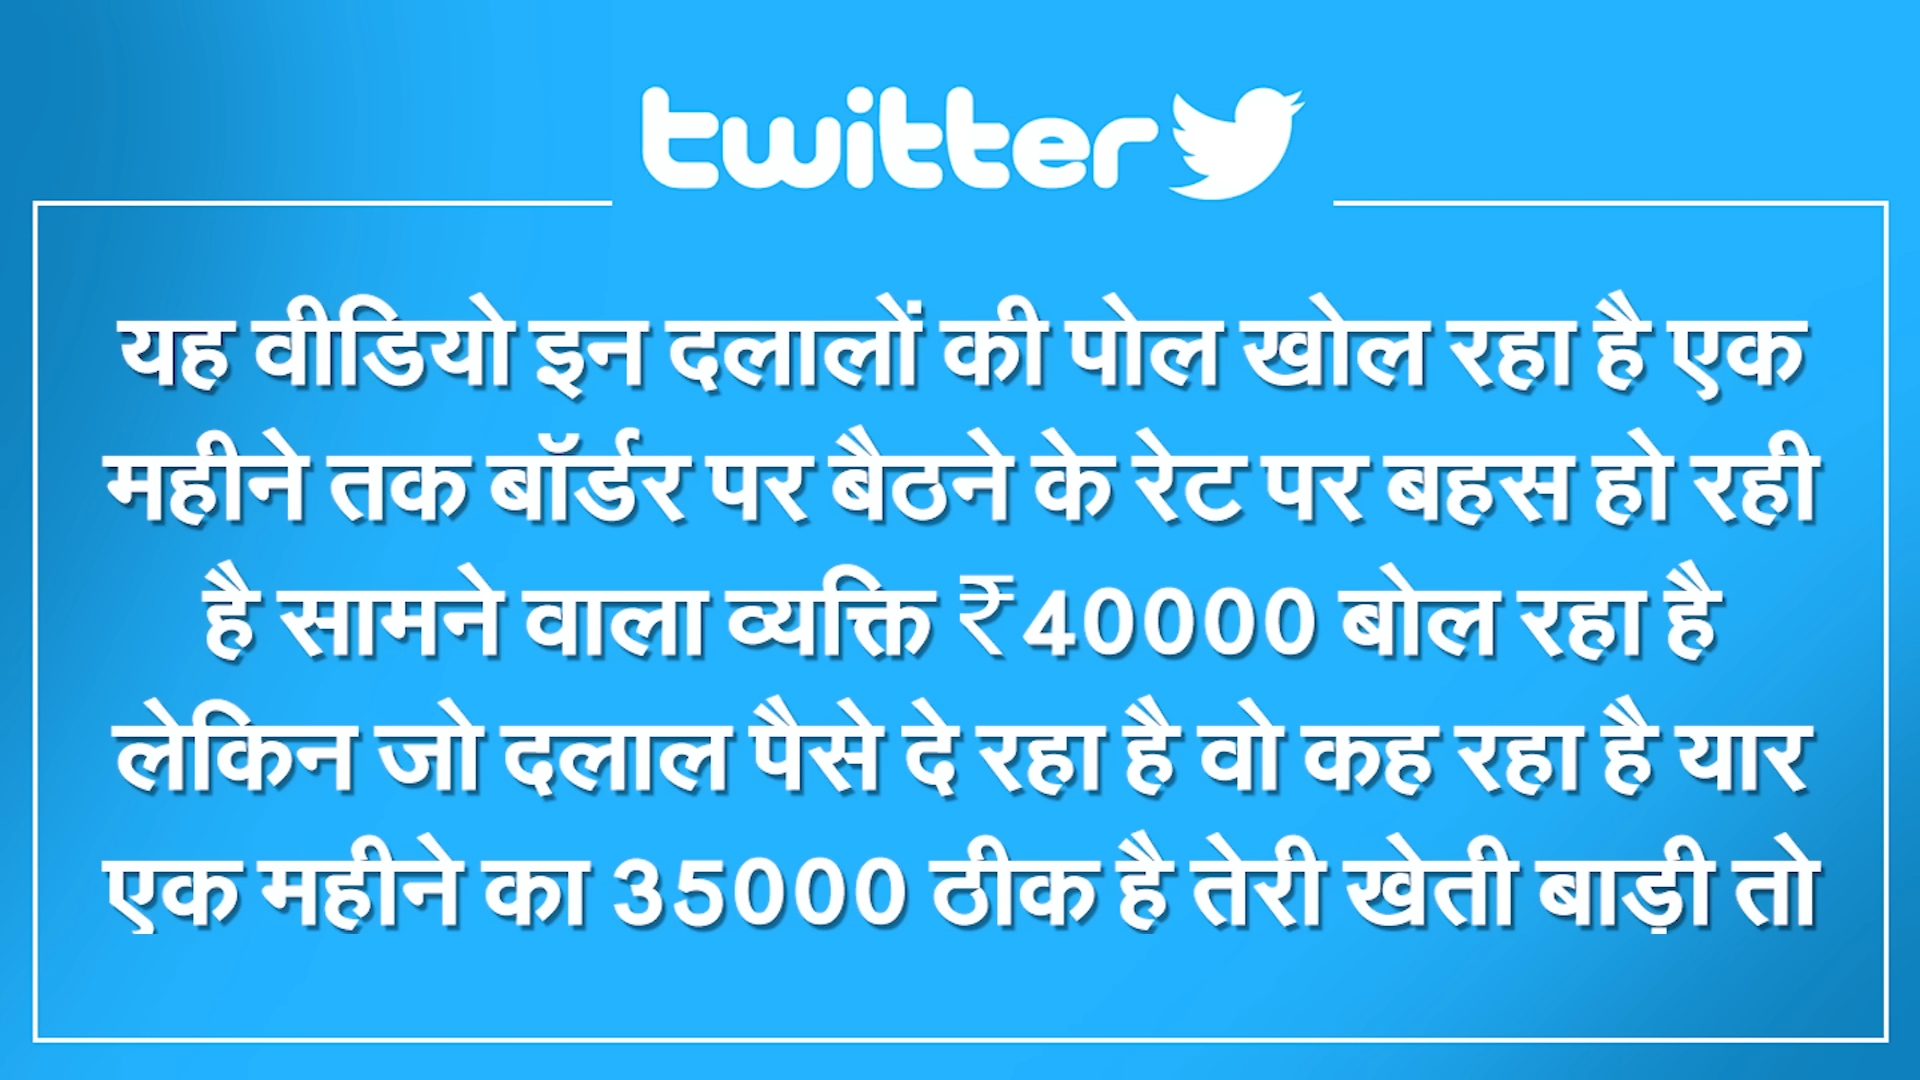 twitter
यह वीडियो इन दलालों की पोल खोल रहा है एक
महीने तक बॉर्डर पर बैठने के रेट पर बहस हो रही
है सामने वाला व्यक्ति ₹40000 बोल रहा है
लेकिन जो दलाल पैसे दे रहा है वो कह रहा है यार
एक महीने का 35000 ठीक है तेरी खेती बाड़ी तो